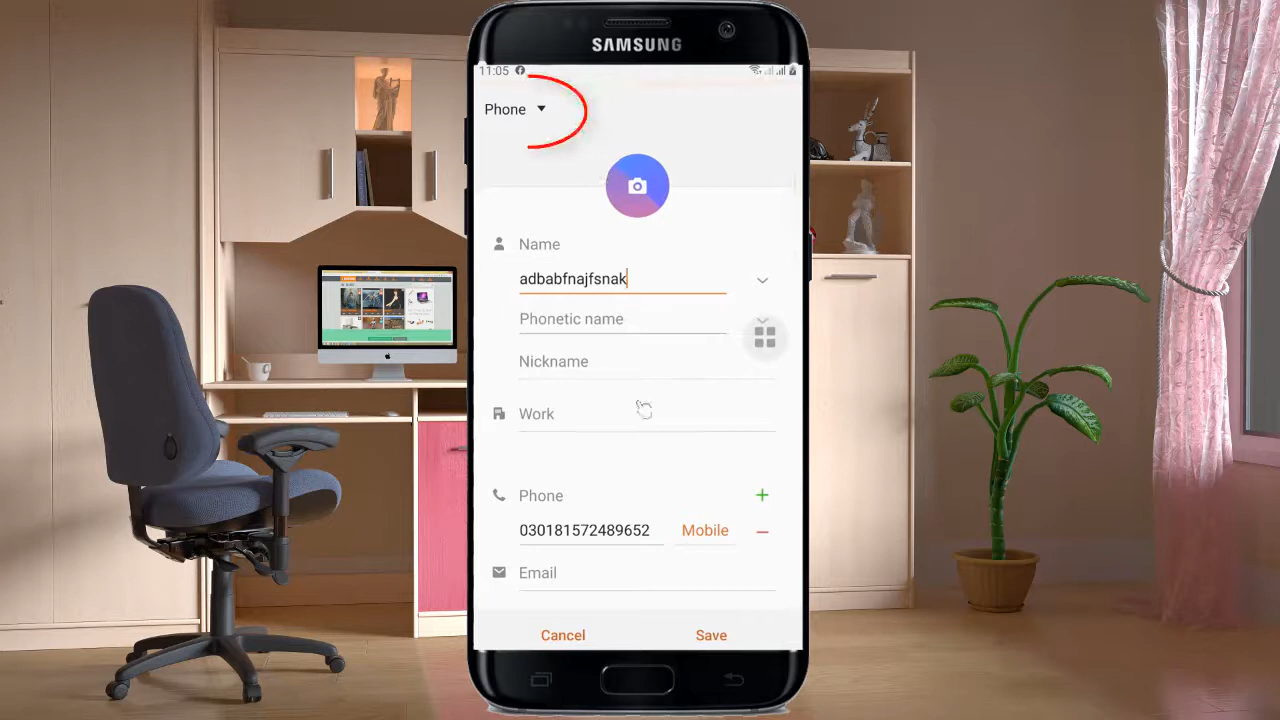 SAMSUNG
11:05
Phone
Name
adbabfnajfsnak
Phonetic name
Nickname
Work
Phone
030181572489652 Mobile
Email
Cancel Save